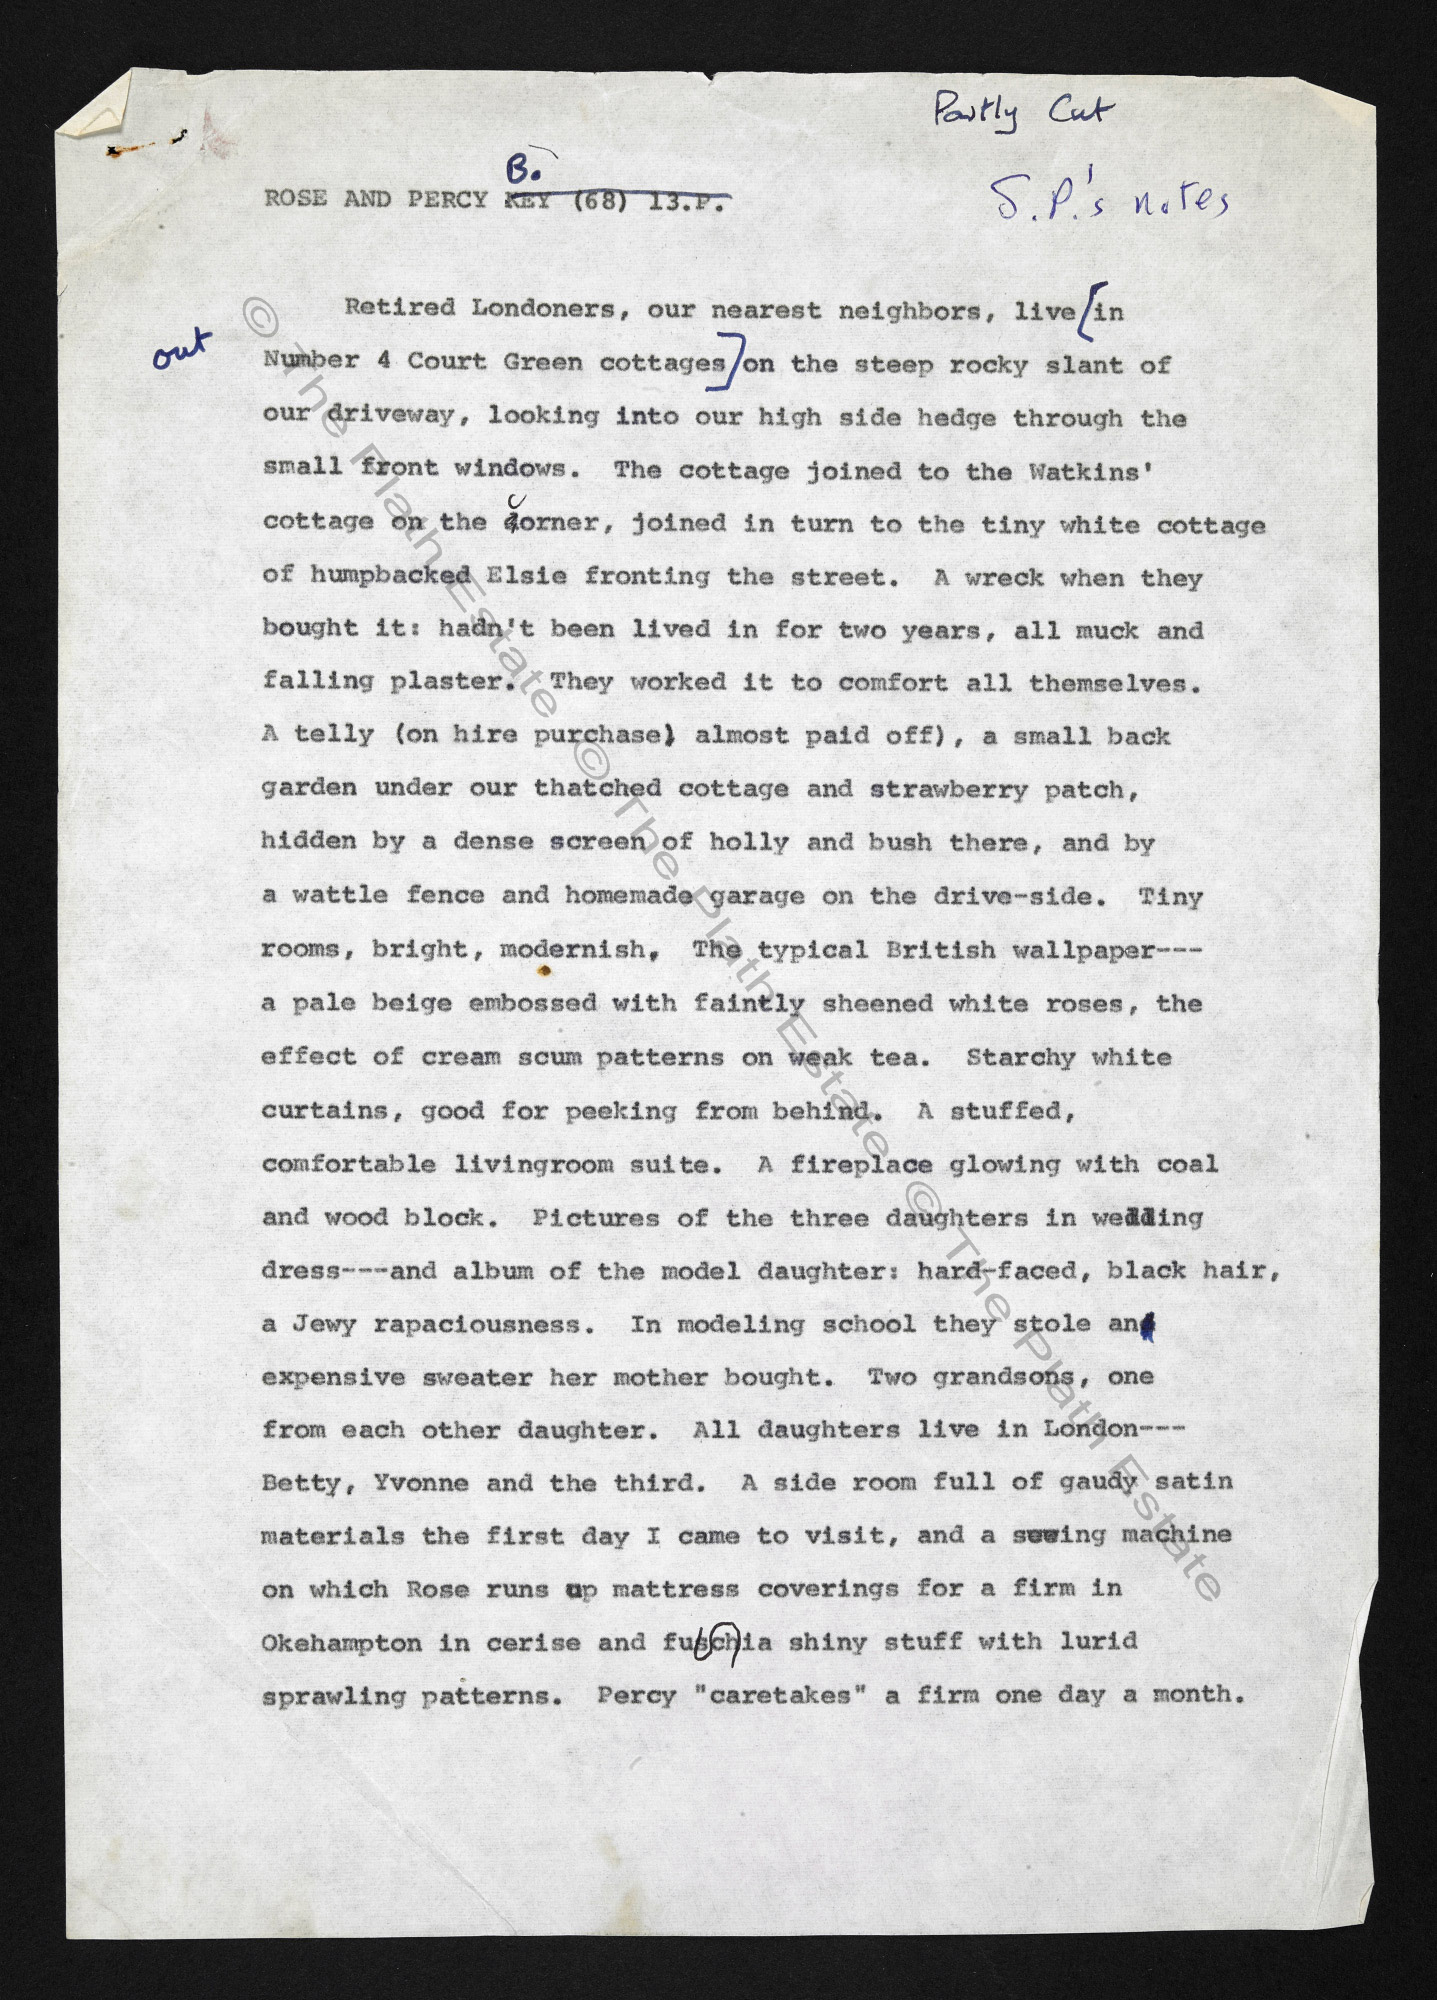 Partly Cut
B.
ROSE AND PERCY KEY (68) 13.P.
S.P.'s notes
Retired Londoners, our nearest neighbors, live [in
out
Number 4 Court Green cottages] on the steep rocky slant of
our driveway, looking into our high side hedge through the
small front windows. The cottage joined to the Watkins'
cottage on the corner, joined in turn to the tiny white cottage
of humpbacked Elsie fronting the street. A wreck when they
bought it: hadn't been lived in for two years, all muck and
falling plaster. They worked it to comfort all themselves.
A telly (on hire purchase) almost paid off), a small back
garden under our thatched cottage and strawberry patch,
hidden by a dense screen of holly and bush there, and by
a wattle fence and homemade garage on the drive-side. Tiny
rooms, bright, modernish, The typical British wallpaper---
a pale beige embossed with faintly sheened white roses, the
effect of cream scum patterns on weak tea. Starchy white
curtains, good for peeking from behind. A stuffed,
comfortable livingroom suite. A fireplace glowing with coal
and wood block. Pictures of the three daughters in wedding
dress---and album of the model daughter: hard-faced, black hair,
a Jewy rapaciousness. In modeling school they stole an
expensive sweater her mother bought. Two grandsons, one
from each other daughter. All daughters live in London---
Betty, Yvonne and the third. A side room full of gaudy satin
materials the first day I came to visit, and a sewing machine
on which Rose runs up mattress coverings for a firm in
Okehampton in cerise and fuschia shiny stuff with lurid
sprawling patterns. Percy "caretakes" a firm one day a month.
© The Plath Estate © The Plath Estate © The Plath Estate